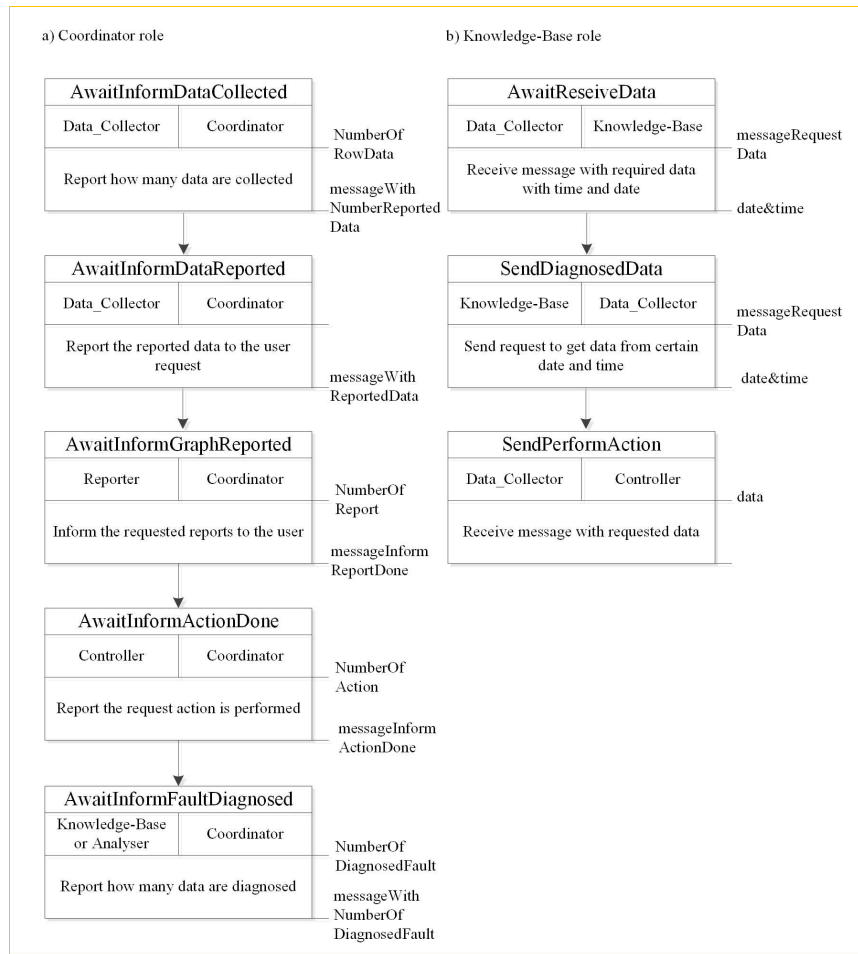 a) Coordinator role
AwaitInformDataCollected
Data_Collector
Coordinator
NumberOf
RowData
Report how many data are collected
messageWith
NumberReported
Data
AwaitInformDataReported
Data_Collector
Coordinator
Report the reported data to the user
request
messageWith
ReportedData
AwaitInformGraphReported
Reporter
Coordinator
NumberOf
Report
Inform the requested reports to the user
messageInform
ReportDone
AwaitInformActionDone
Controller
Coordinator
NumberOf
Action
Report the request action is performed
messageInform
ActionDone
AwaitInformFaultDiagnosed
Knowledge-Base
or Analyser
Coordinator
NumberOf
DiagnosedFault
Report how many data are diagnosed
messageWith
NumberOf
DiagnosedFault
b) Knowledge-Base role
AwaitReseiveData
Data_Collector
Knowledge-Base
messageRequest
Data
Receive message with required data
with time and date
date&time
SendDiagnosedData
Knowledge-Base
Data_Collector
messageRequest
Data
Send request to get data from certain
date and time
date&time
SendPerformAction
Data_Collector
Controller
data
Receive message with requested data